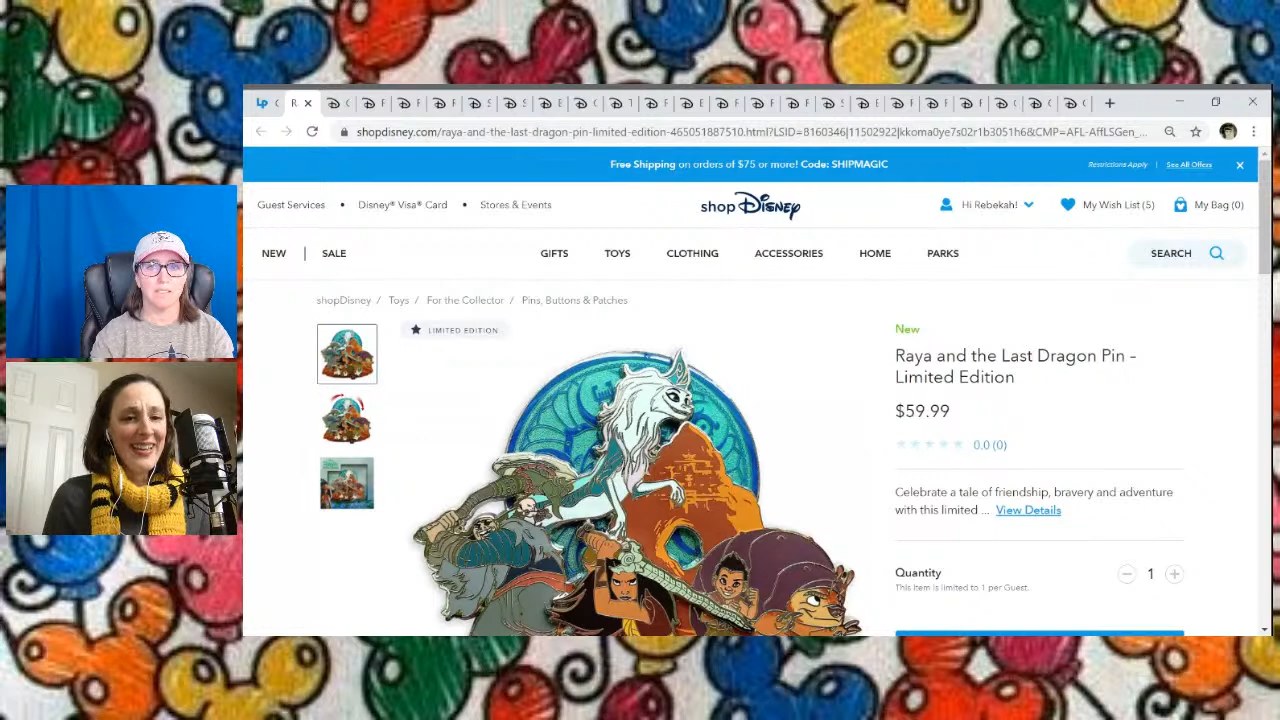 shopdisney.com/raya-and-the-last-dragon-pin-limited-edition-465051887510.html?LSID=8160346|11502922|kkoma0ye7s02r1b3051h6&CMP=AFL-AffLSGen_...
Free Shipping on orders of $75 or more! Code: SHIPMAGIC
Restrictions Apply | See All Offers
Guest Services • Disney® Visa® Card • Stores & Events
shop Disney
Hi Rebekah!
My Wish List (5)
My Bag (0)
NEW | SALE
GIFTS TOYS CLOTHING ACCESSORIES HOME PARKS
SEARCH
shopDisney / Toys / For the Collector / Pins, Buttons & Patches
LIMITED EDITION
New
Raya and the Last Dragon Pin –
Limited Edition
$59.99
0.0 (0)
Celebrate a tale of friendship, bravery and adventure
with this limited ... View Details
Quantity
1
This item is limited to 1 per Guest.